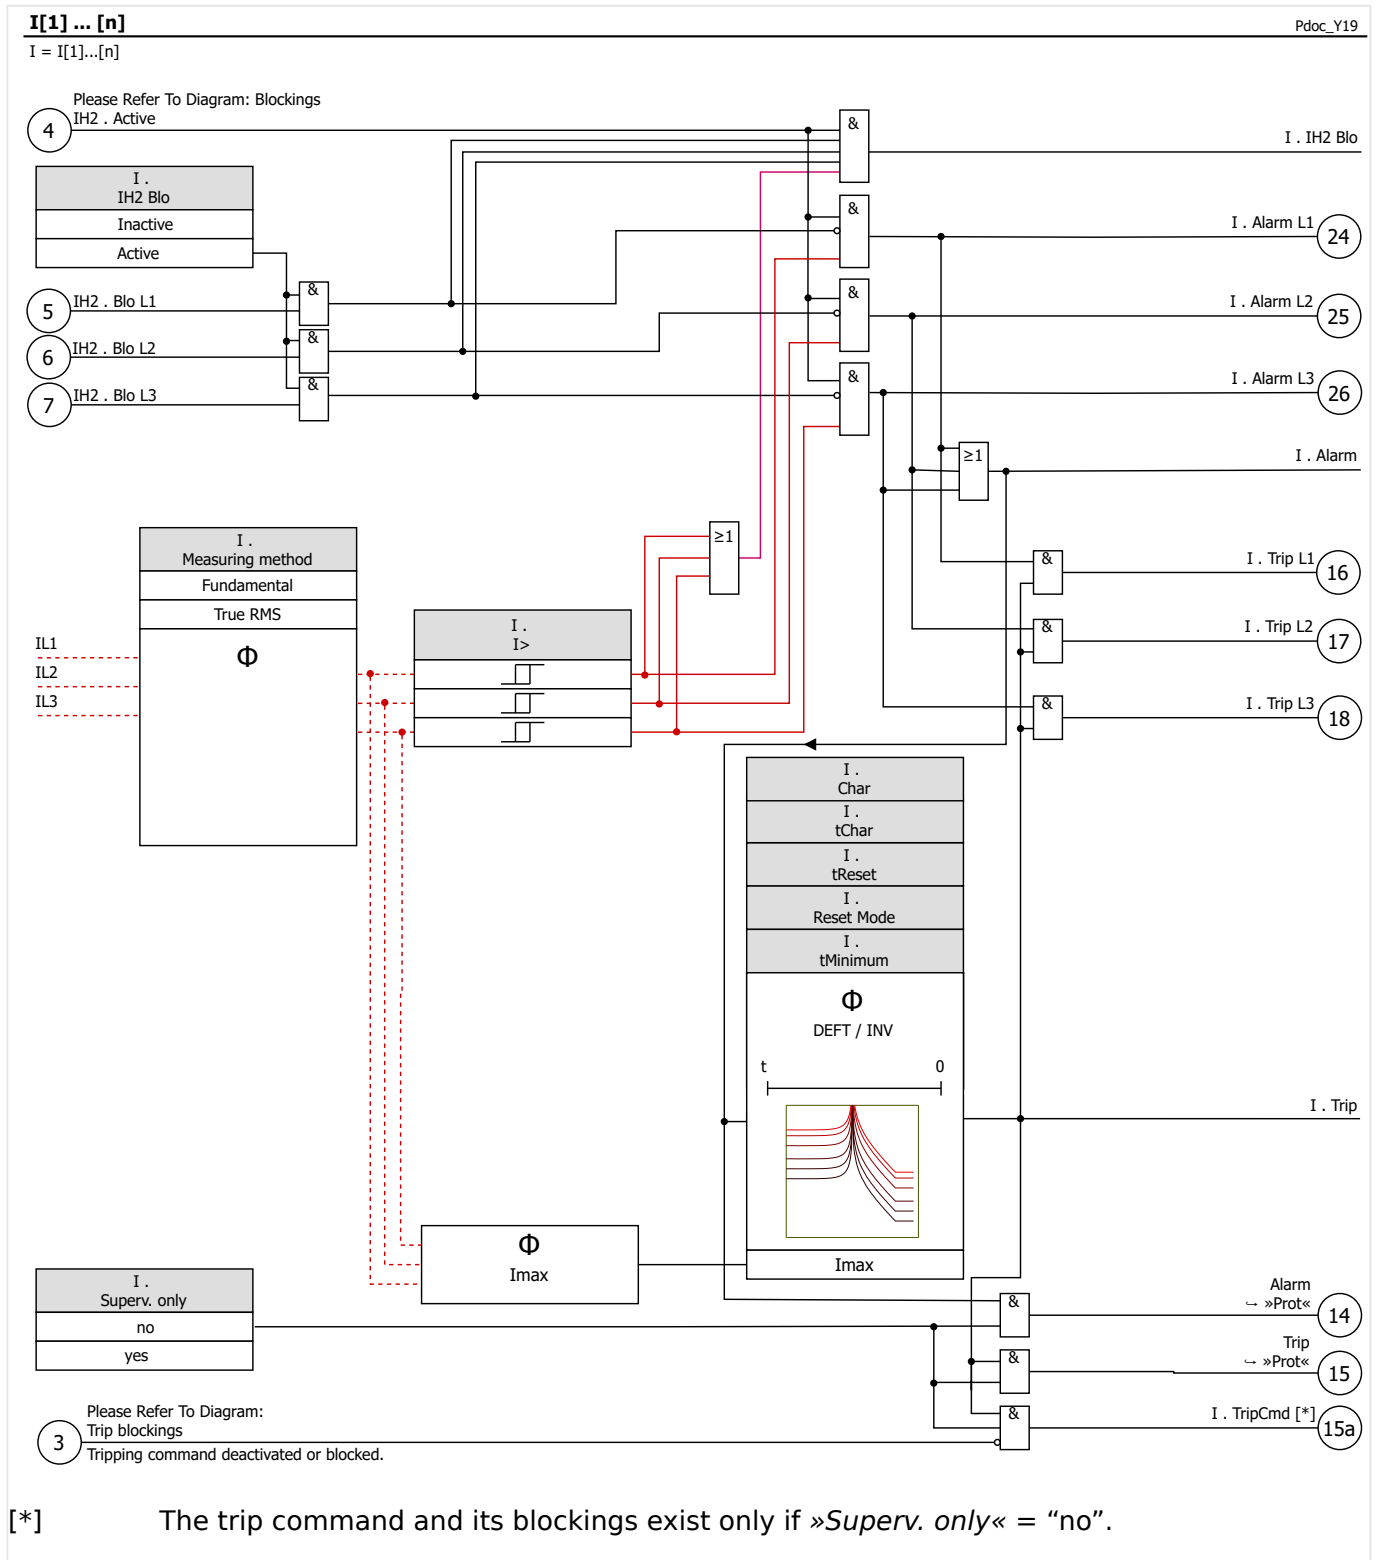 I[1] ... [n]
Pdoc_Y19
I = I[1]...[n]
Please Refer To Diagram: Blockings
4
IH2 . Active
&
I . IH2 Blo
I .
IH2 Blo
Inactive
Active
&
I . Alarm L1
24
5
IH2 . Blo L1
&
&
I . Alarm L2
25
6
IH2 . Blo L2
&
7
IH2 . Blo L3
&
&
I . Alarm L3
26
≥1
I . Alarm
I .
Measuring method
Fundamental
True RMS
Φ
IL1
IL2
IL3
≥1
I .
I>
&
I . Trip L1
16
&
I . Trip L2
17
&
I . Trip L3
18
I .
Char
I .
tChar
I .
tReset
I .
Reset Mode
I .
tMinimum
Φ
DEFT / INV
t 0
I . Trip
Imax
Φ
Imax
I .
Superv. only
no
yes
&
Alarm
↪ »Prot«
14
&
Trip
↪ »Prot«
15
&
I . TripCmd [*]
15a
3
Please Refer To Diagram:
Trip blockings
Tripping command deactivated or blocked.
[*] The trip command and its blockings exist only if »Superv. only« = “no”.